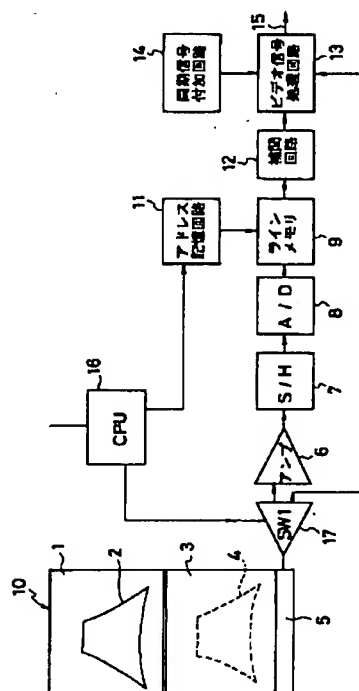 15
14
同期信号
付加回路
ビデオ信号
処理回路
13
12
補間
回路
11
アドレス
記憶回路
ライン
メモリ
9
16
CPU
A/D
8
S/H
7
アンプ
6
SW1
17
10
1
2
3
4
5